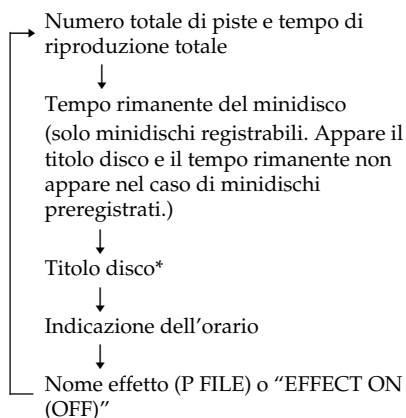 Numero totale di piste e tempo di
riproduzione totale
Tempo rimanente del minidisco
(solo minidischi registrabili. Appare il
titolo disco e il tempo rimanente non
appare nel caso di minidischi
preregistrati.)
Titolo disco*
Indicazione dell'orario
Nome effetto (P FILE) o “EFFECT ON
(OFF)”